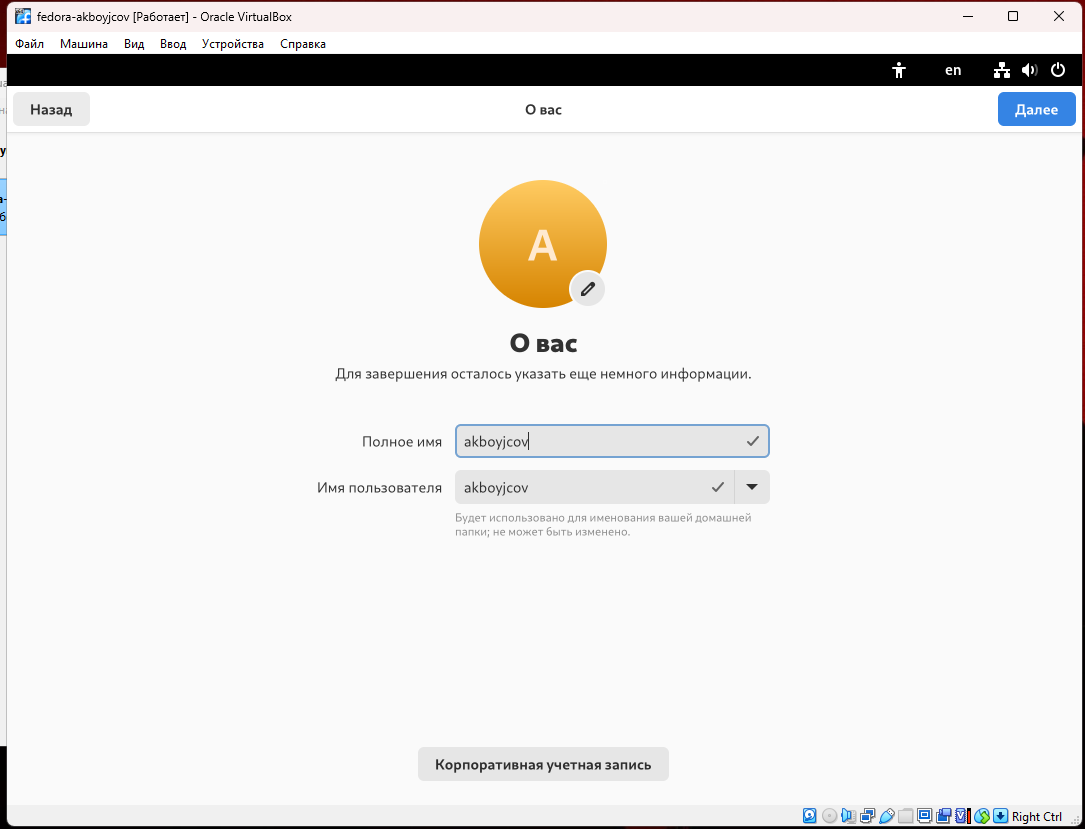 fedora-akboyjcov [Работает] - Oracle VirtualBox
Файл Машина Вид Ввод Устройства Справка
en
Назад О вас Далее
A
О вас
Для завершения осталось указать еще немного информации.
Полное имя akboyjcov
Имя пользователя akboyjcov
Будет использовано для именования вашей домашней
папки; не может быть изменено.
Корпоративная учетная запись
Right Ctrl